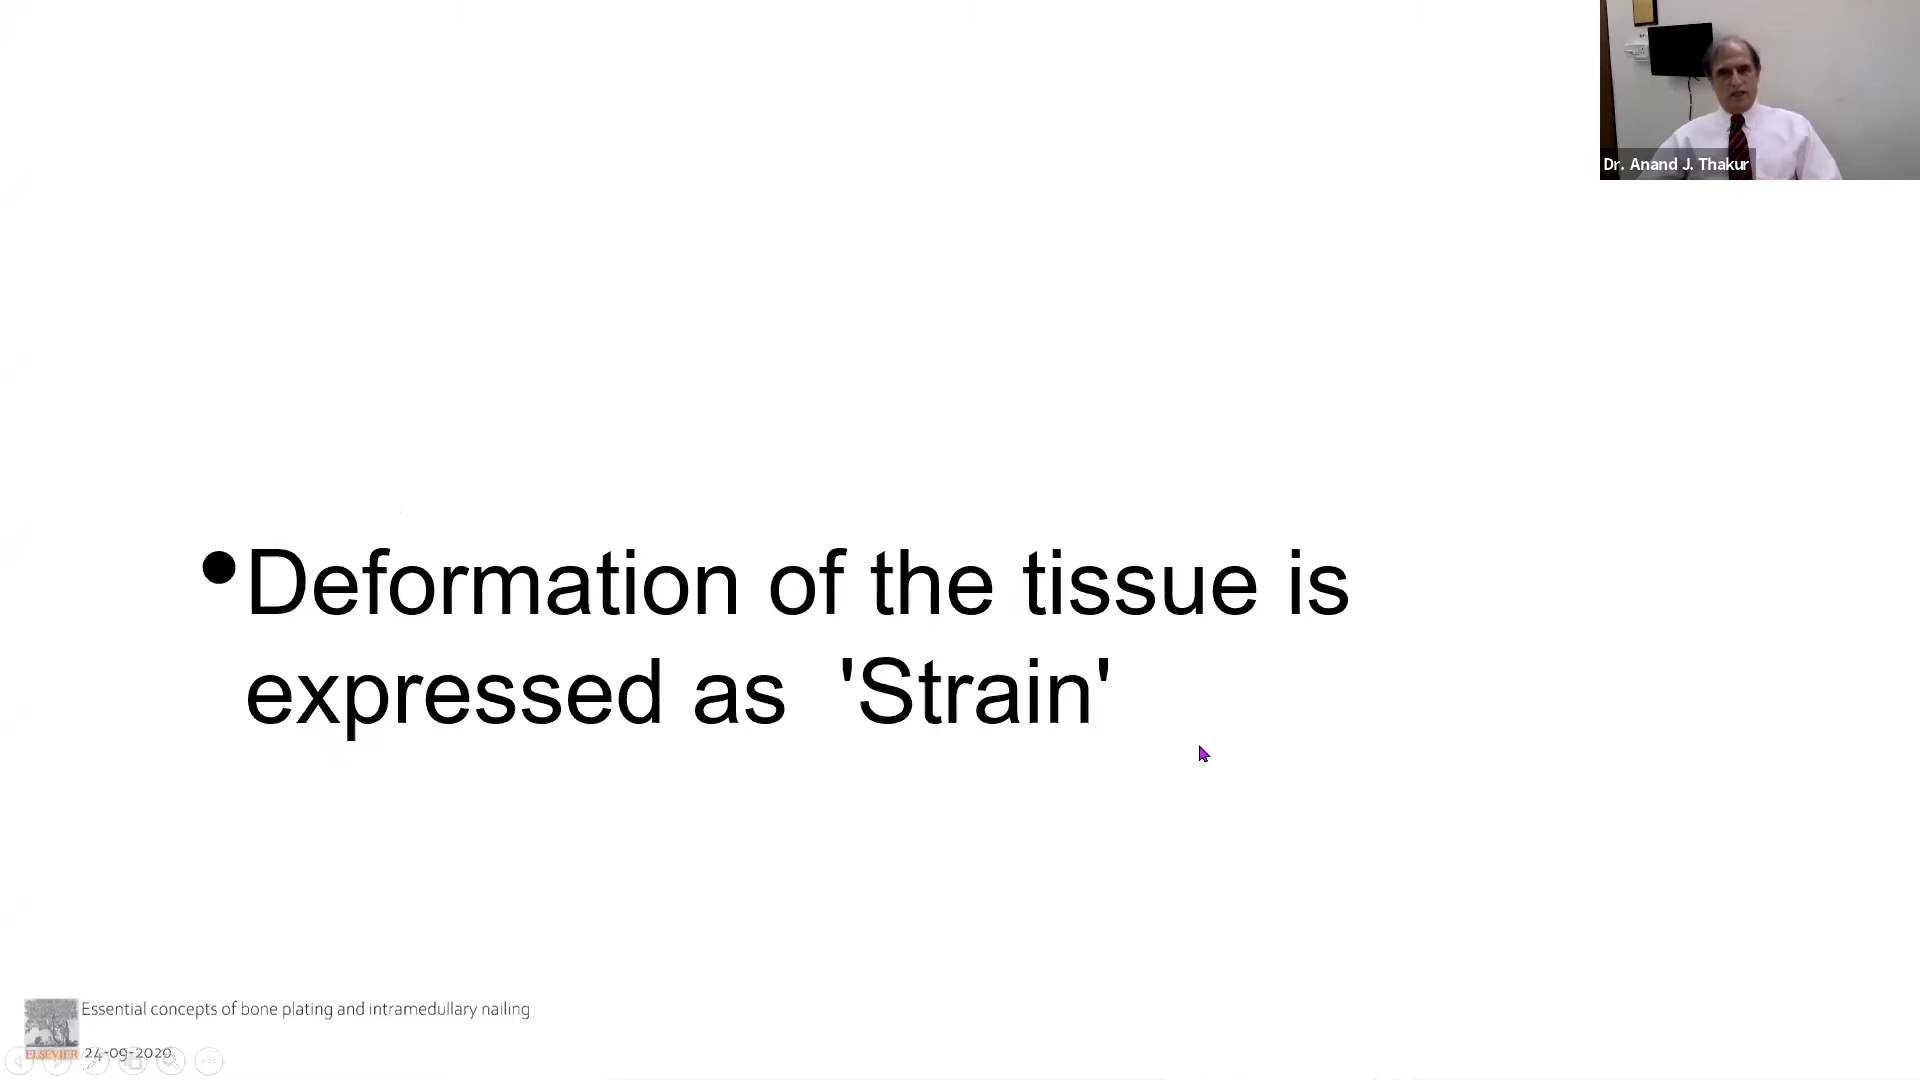 Dr. Anand J. Thakur
•Deformation of the tissue is
expressed as 'Strain'
Essential concepts of bone plating and intramedullary nailing
ELSEVIER
24-09-2020